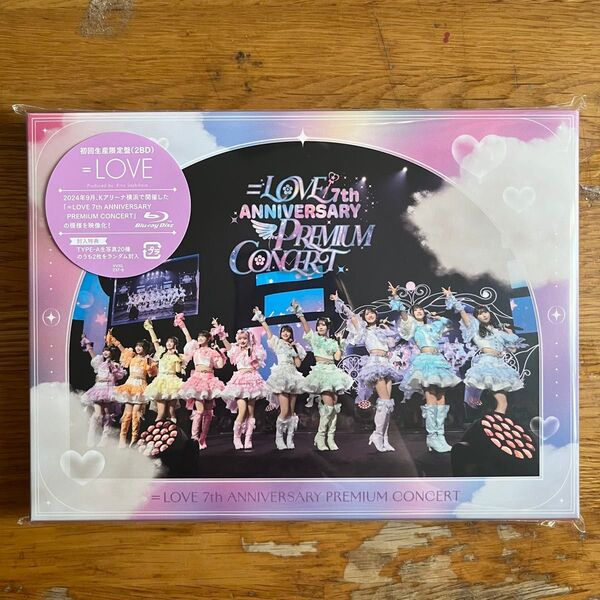 初回生産限定盤(2BD)
=LOVE
Produced by Rino Sashihara
2024年9月、Kアリーナ横浜で開催した
「=LOVE 7th ANNIVERSARY
PREMIUM CONCERT」
の模様を映像化!
Blu-ray Disc
封入特典
TYPE-A生写真20種
のうち2枚をランダム封入
プラ
=LOVE 7th
ANNIVERSARY
PREMIUM
CONCERT
=LOVE 7th ANNIVERSARY PREMIUM CONCERT